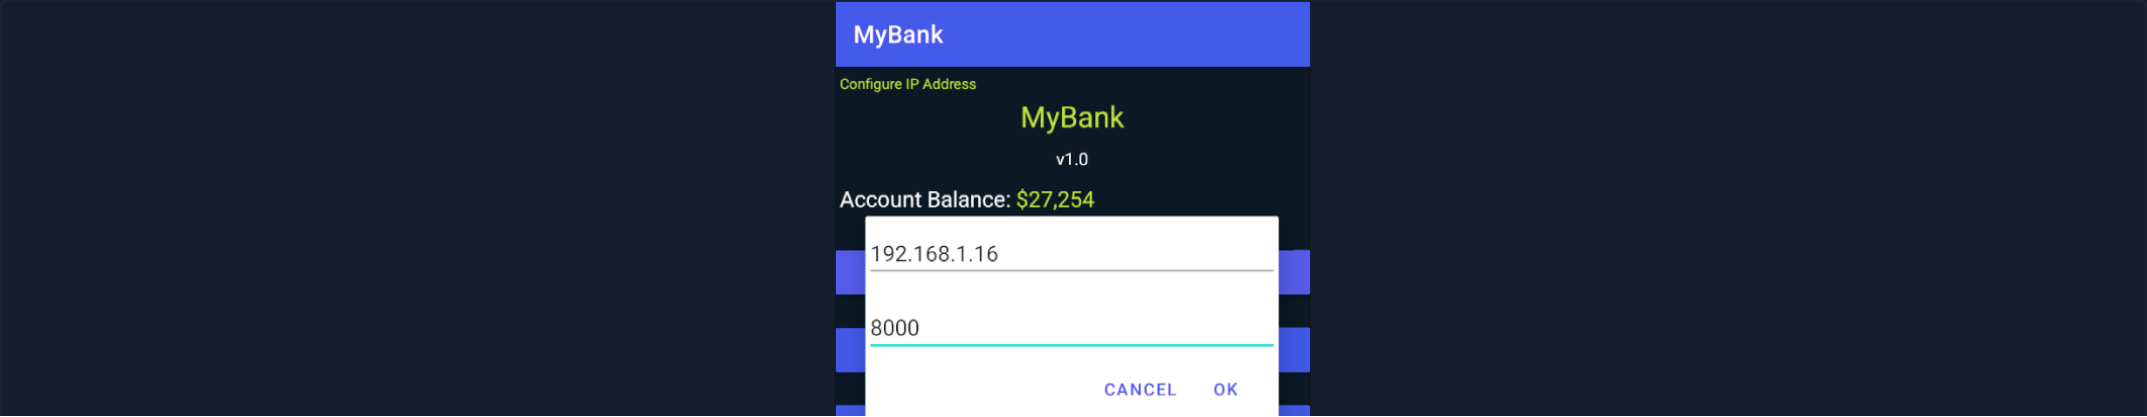 MyBank
Configure IP Address
MyBank
v1.0
Account Balance: $27,254
192.168.1.16
8000
CANCEL OK